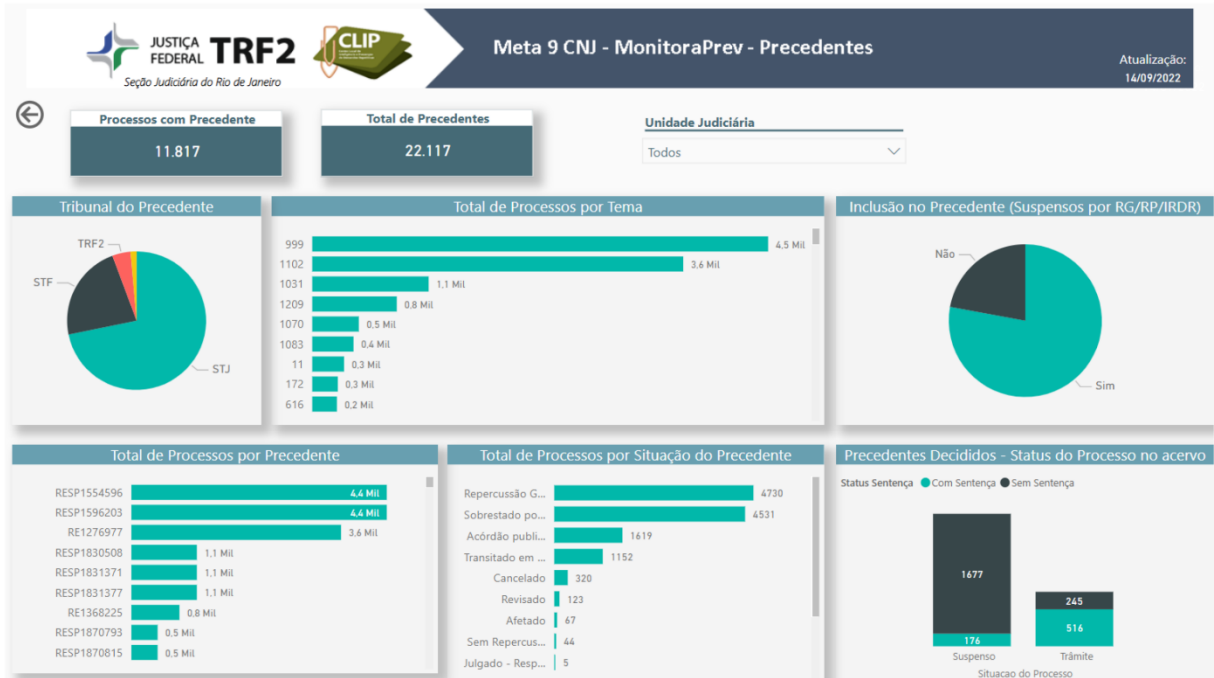 JUSTIÇA
FEDERAL
TRF2
Seção Judiciária do Rio de Janeiro
CLIP
Meta 9 CNJ - MonitoraPrev - Precedentes
Atualização:
14/09/2022
Processos com Precedente
11.817
Total de Precedentes
22.117
Unidade Judiciária
Todos
Tribunal do Precedente
TRF2
STF
STJ
Total de Processos por Tema
999 4,5 Mil
1102 3,6 Mil
1031 1,1 Mil
1209 0,8 Mil
1070 0,5 Mil
1083 0,4 Mil
11 0,3 Mil
172 0,3 Mil
616 0,2 Mil
Inclusão no Precedente (Suspensos por RG/RP/IRDR)
Não
Sim
Total de Processos por Precedente
RESP1554596 4,4 Mil
RESP1596203 4,4 Mil
RE1276977 3,6 Mil
RESP1830508 1,1 Mil
RESP1831371 1,1 Mil
RESP1831377 1,1 Mil
RE1368225 0,8 Mil
RESP1870793 0,5 Mil
RESP1870815 0,5 Mil
Total de Processos por Situação do Precedente
Repercussão G... 4730
Sobrestado po... 4531
Acórdão publi... 1619
Transitado em ... 1152
Cancelado 320
Revisado 123
Afetado 67
Sem Repercus... 44
Julgado - Resp... 5
Precedentes Decididos - Status do Processo no acervo
Status Sentença Com Sentença Sem Sentença
1677
176
245
516
Suspenso Trâmite
Situacao do Processo